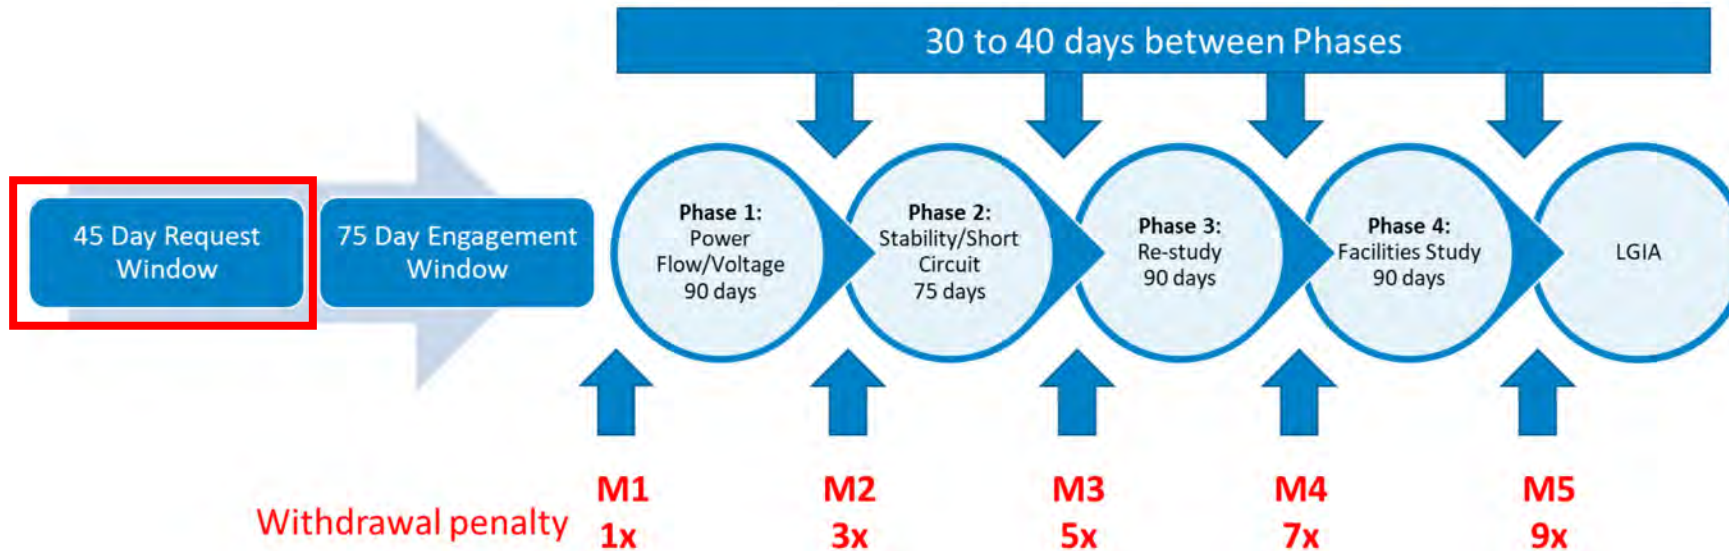 30 to 40 days between Phases
45 Day Request
Window
75 Day Engagement
Window
Phase 1:
Power
Flow/Voltage
90 days
Phase 2:
Stability/Short
Circuit
75 days
Phase 3:
Re-study
90 days
Phase 4:
Facilities Study
90 days
LGIA
M1
M2
M3
M4
M5
Withdrawal penalty
1x
3x
5x
7x
9x